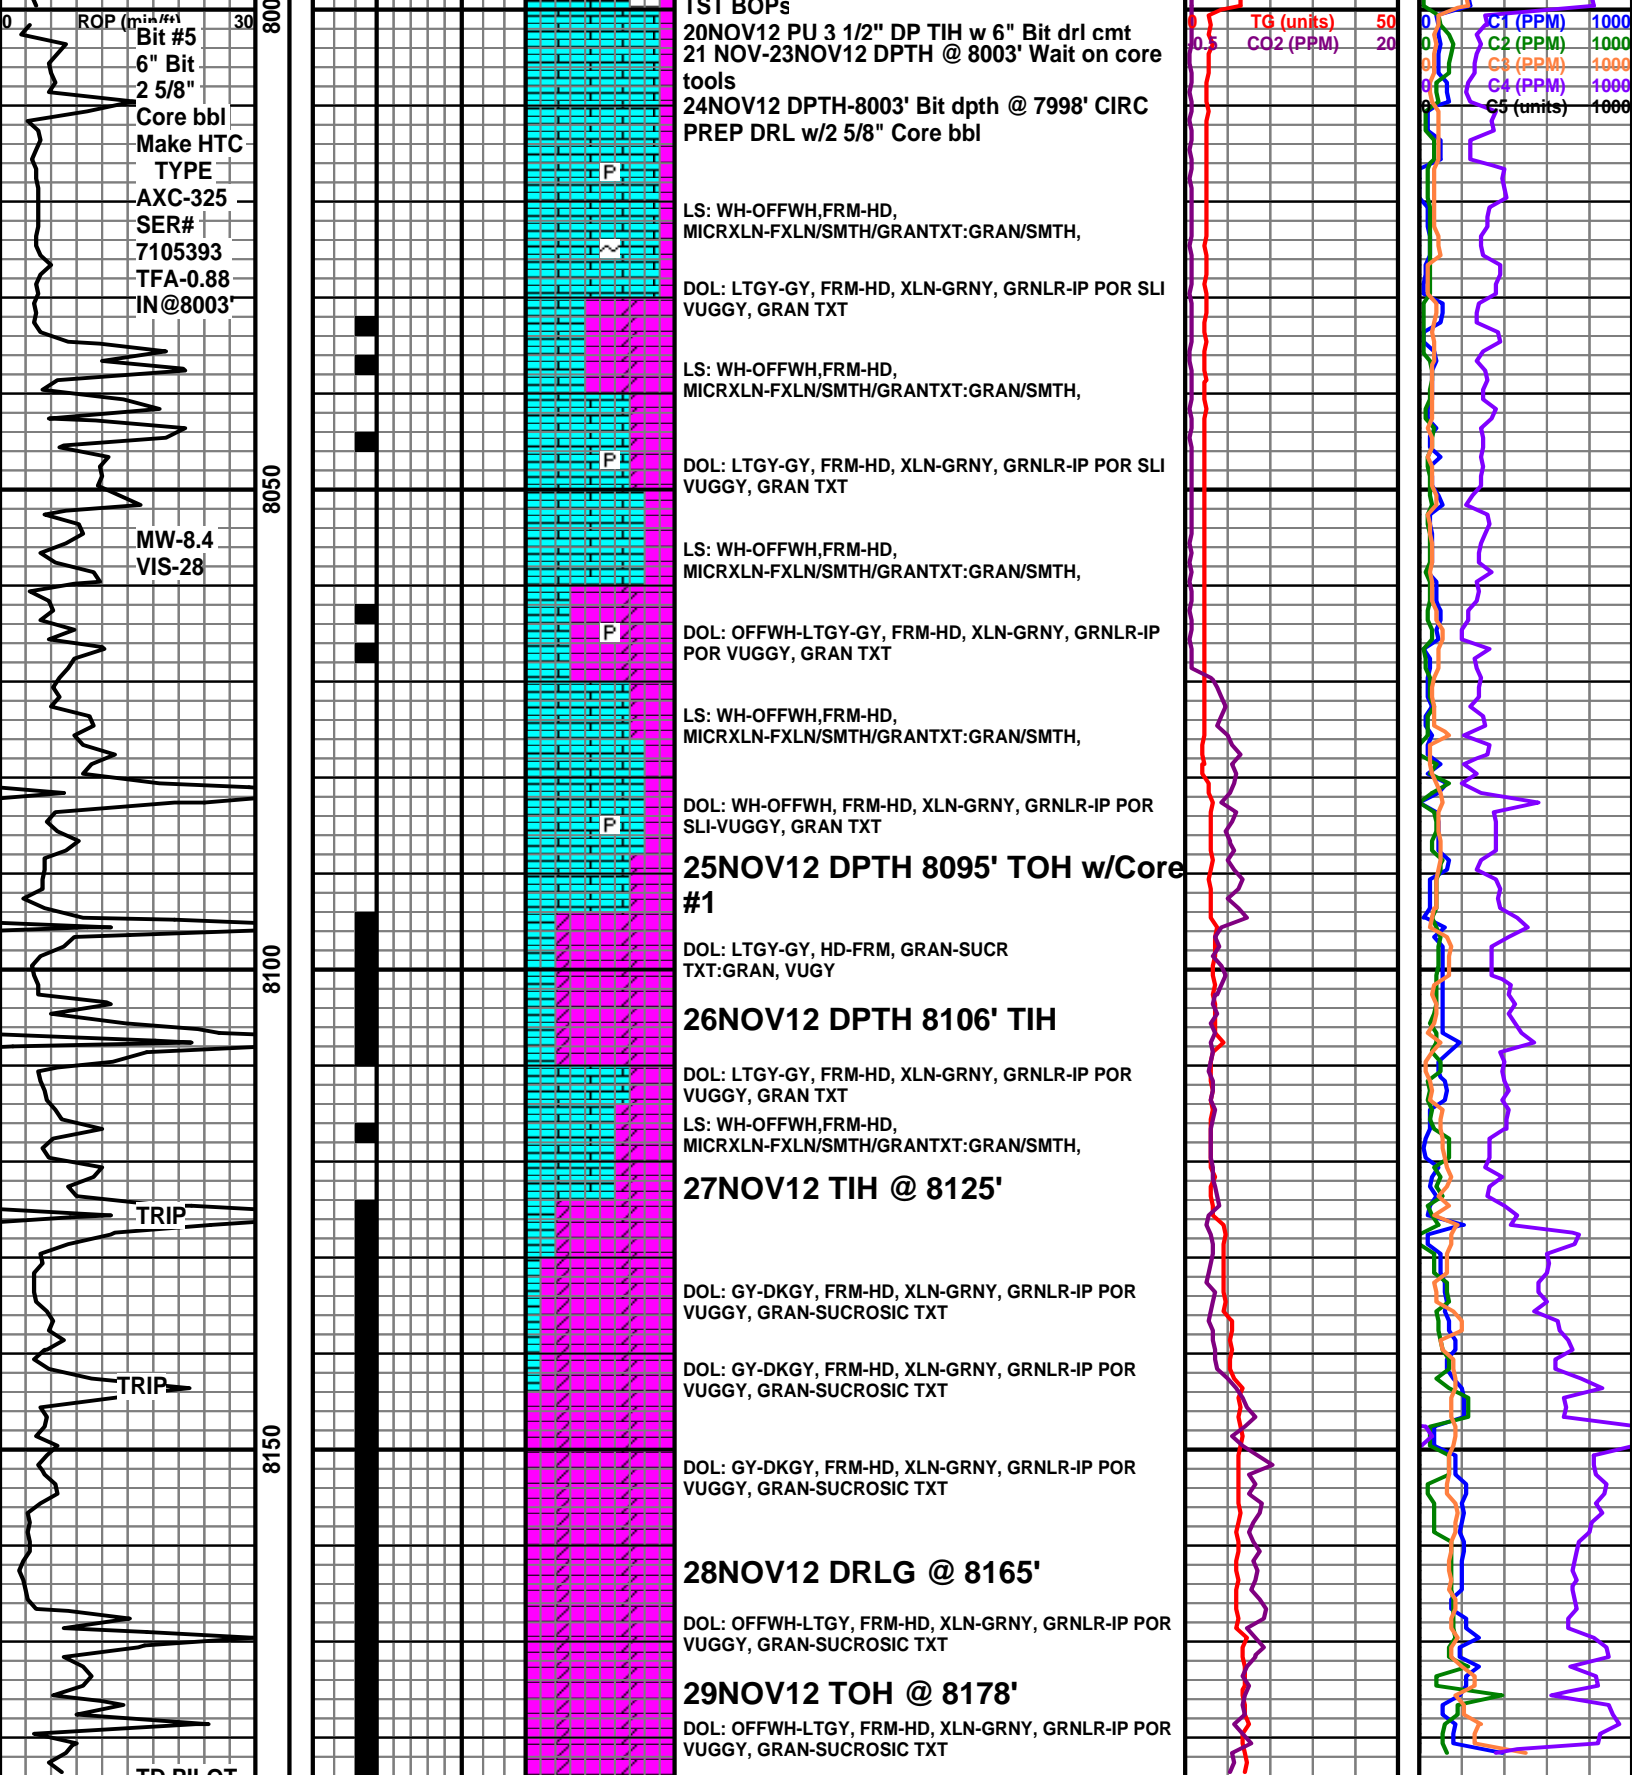 0 ROP (min/ft) 30
Bit #5
6" Bit
2 5/8"
Core bbl
Make HTC
TYPE
AXC-325
SER#
7105393
TFA-0.88
IN@8003'
MW-8.4
VIS-28
TRIP
TRIP
8050
8100
8150
TST BOPs
20NOV12 PU 3 1/2" DP TIH w 6" Bit drl cmt
21 NOV-23NOV12 DPTH @ 8003' Wait on core
tools
24NOV12 DPTH-8003' Bit dpth @ 7998' CIRC
PREP DRL w/2 5/8" Core bbl
P
LS: WH-OFFWH,FRM-HD,
MICRXLN-FXLN/SMTH/GRANTXT:GRAN/SMTH,
DOL: LTGY-GY, FRM-HD, XLN-GRNY, GRNLR-IP POR SLI
VUGGY, GRAN TXT
LS: WH-OFFWH,FRM-HD,
MICRXLN-FXLN/SMTH/GRANTXT:GRAN/SMTH,
P
DOL: LTGY-GY, FRM-HD, XLN-GRNY, GRNLR-IP POR SLI
VUGGY, GRAN TXT
LS: WH-OFFWH,FRM-HD,
MICRXLN-FXLN/SMTH/GRANTXT:GRAN/SMTH,
P
DOL: OFFWH-LTGY-GY, FRM-HD, XLN-GRNY, GRNLR-IP
POR VUGGY, GRAN TXT
LS: WH-OFFWH,FRM-HD,
MICRXLN-FXLN/SMTH/GRANTXT:GRAN/SMTH,
P
DOL: WH-OFFWH, FRM-HD, XLN-GRNY, GRNLR-IP POR
SLI-VUGGY, GRAN TXT
25NOV12 DPTH 8095' TOH w/Core
#1
DOL: LTGY-GY, HD-FRM, GRAN-SUCR
TXT:GRAN, VUGY
26NOV12 DPTH 8106' TIH
DOL: LTGY-GY, FRM-HD, XLN-GRNY, GRNLR-IP POR
VUGGY, GRAN TXT
LS: WH-OFFWH,FRM-HD,
MICRXLN-FXLN/SMTH/GRANTXT:GRAN/SMTH,
27NOV12 TIH @ 8125'
DOL: GY-DKGY, FRM-HD, XLN-GRNY, GRNLR-IP POR
VUGGY, GRAN-SUCROSIC TXT
DOL: GY-DKGY, FRM-HD, XLN-GRNY, GRNLR-IP POR
VUGGY, GRAN-SUCROSIC TXT
DOL: GY-DKGY, FRM-HD, XLN-GRNY, GRNLR-IP POR
VUGGY, GRAN-SUCROSIC TXT
28NOV12 DRLG @ 8165'
DOL: OFFWH-LTGY, FRM-HD, XLN-GRNY, GRNLR-IP POR
VUGGY, GRAN-SUCROSIC TXT
29NOV12 TOH @ 8178'
DOL: OFFWH-LTGY, FRM-HD, XLN-GRNY, GRNLR-IP POR
VUGGY, GRAN-SUCROSIC TXT
0 TG (units) 50
0.5 CO2 (PPM) 20
0 C1 (PPM) 1000
0 C2 (PPM) 1000
0 C3 (PPM) 1000
0 C4 (PPM) 1000
0 C5 (units) 1000